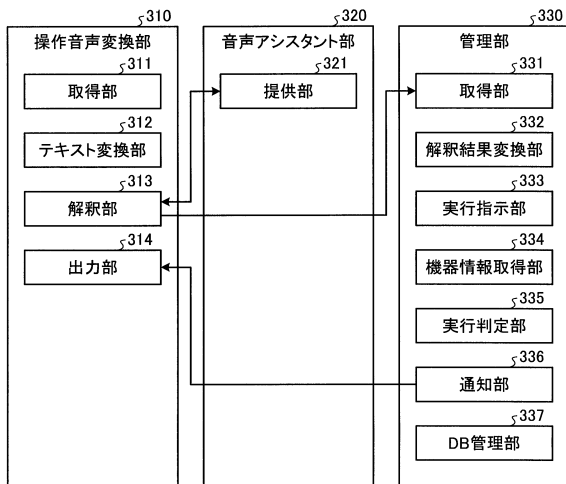 310
操作音声変換部
311
取得部
312
テキスト変換部
313
解釈部
314
出力部
320
音声アシスタント部
321
提供部
330
管理部
331
取得部
332
解釈結果変換部
333
実行指示部
334
機器情報取得部
335
実行判定部
336
通知部
337
DB管理部